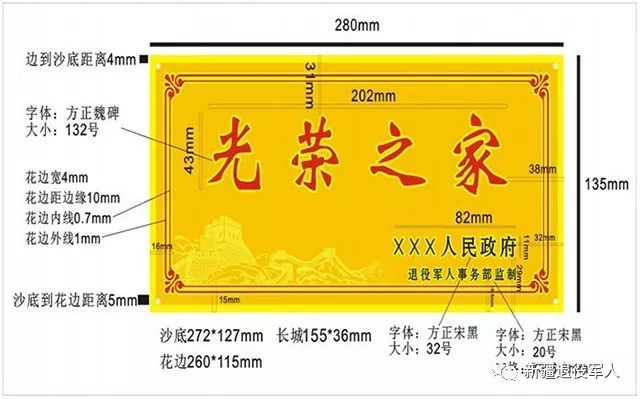 280mm
边到沙底距离4mm
31mm
202mm
字体：方正魏碑
大小：132号
43mm
光荣之家
38mm
135mm
花边宽4mm
花边距边缘10mm
花边内线0.7mm
花边外线1mm
82mm
16mm
XXX人民政府
11mm
32mm
退役军人事务部监制
29mm
沙底到花边距离5mm
15mm
沙底272*127mm 长城155*36mm
花边260*115mm
字体：方正宋黑
大小：32号
字体：方正宋黑
大小：20号
新疆退役军人